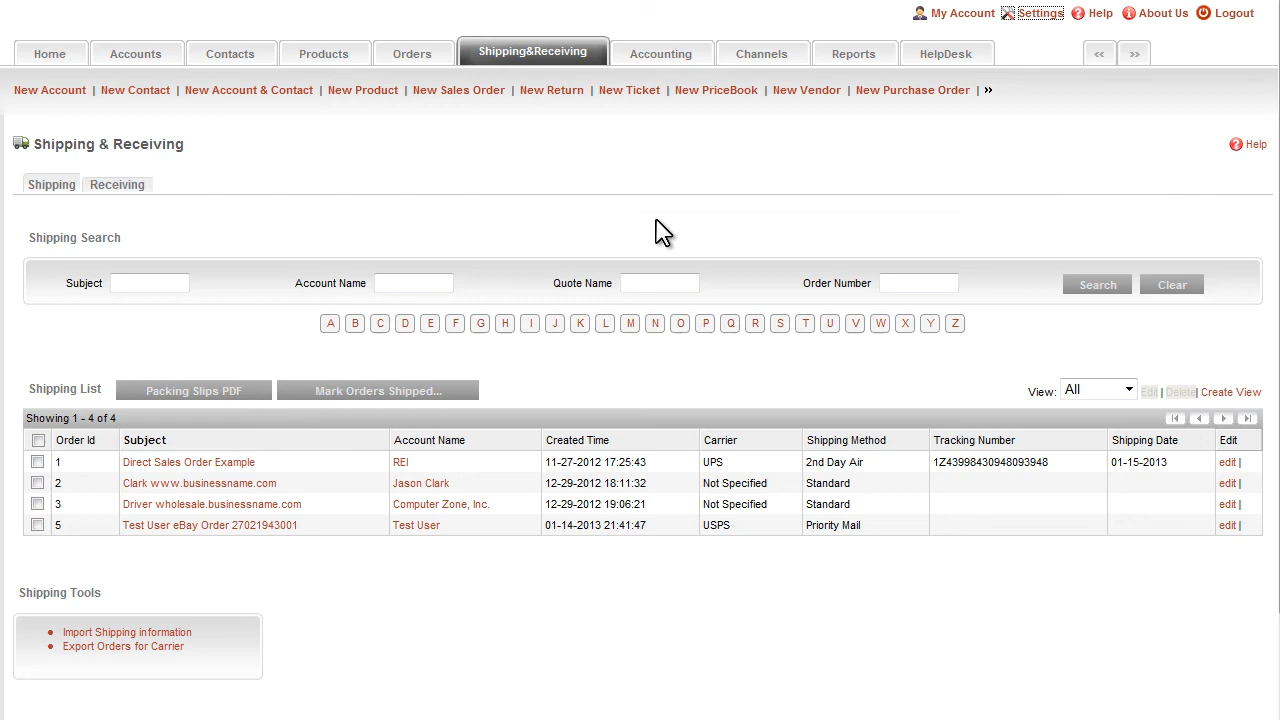 My Account Settings Help About Us Logout
Home Accounts Contacts Products Orders Shipping&Receiving Accounting Channels Reports HelpDesk << >>
New Account | New Contact | New Account & Contact | New Product | New Sales Order | New Return | New Ticket | New PriceBook | New Vendor | New Purchase Order | »
Shipping & Receiving Help
Shipping Receiving
Shipping Search
Subject Account Name Quote Name Order Number Search Clear
A B C D E F G H I J K L M N O P Q R S T U V W X Y Z
Shipping List Packing Slips PDF Mark Orders Shipped... View: All Edit | Delete | Create View
Showing 1 - 4 of 4
Order Id Subject Account Name Created Time Carrier Shipping Method Tracking Number Shipping Date Edit
1 Direct Sales Order Example REI 11-27-2012 17:25:43 UPS 2nd Day Air 1Z43998430948093948 01-15-2013 edit |
2 Clark www.businessname.com Jason Clark 12-29-2012 18:11:32 Not Specified Standard edit |
3 Driver wholesale.businessname.com Computer Zone, Inc. 12-29-2012 19:06:21 Not Specified Standard edit |
5 Test User eBay Order 27021943001 Test User 01-14-2013 21:41:47 USPS Priority Mail edit |
Shipping Tools
Import Shipping information
Export Orders for Carrier